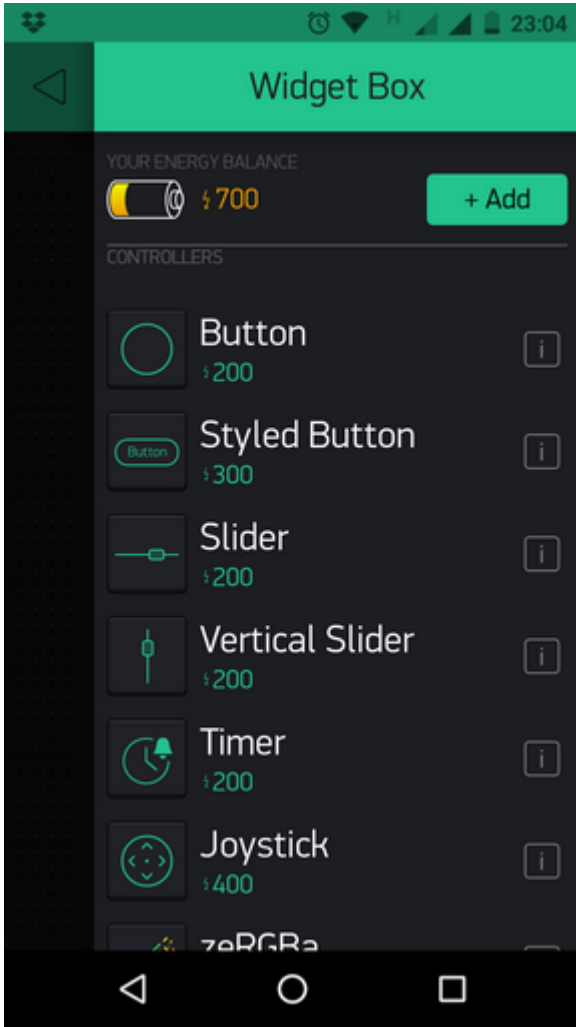 H 23:04
Widget Box
YOUR ENERGY BALANCE
700
+ Add
CONTROLLERS
Button
200
Button
Styled Button
300
Slider
200
Vertical Slider
200
Timer
200
Joystick
400
zeRGBa